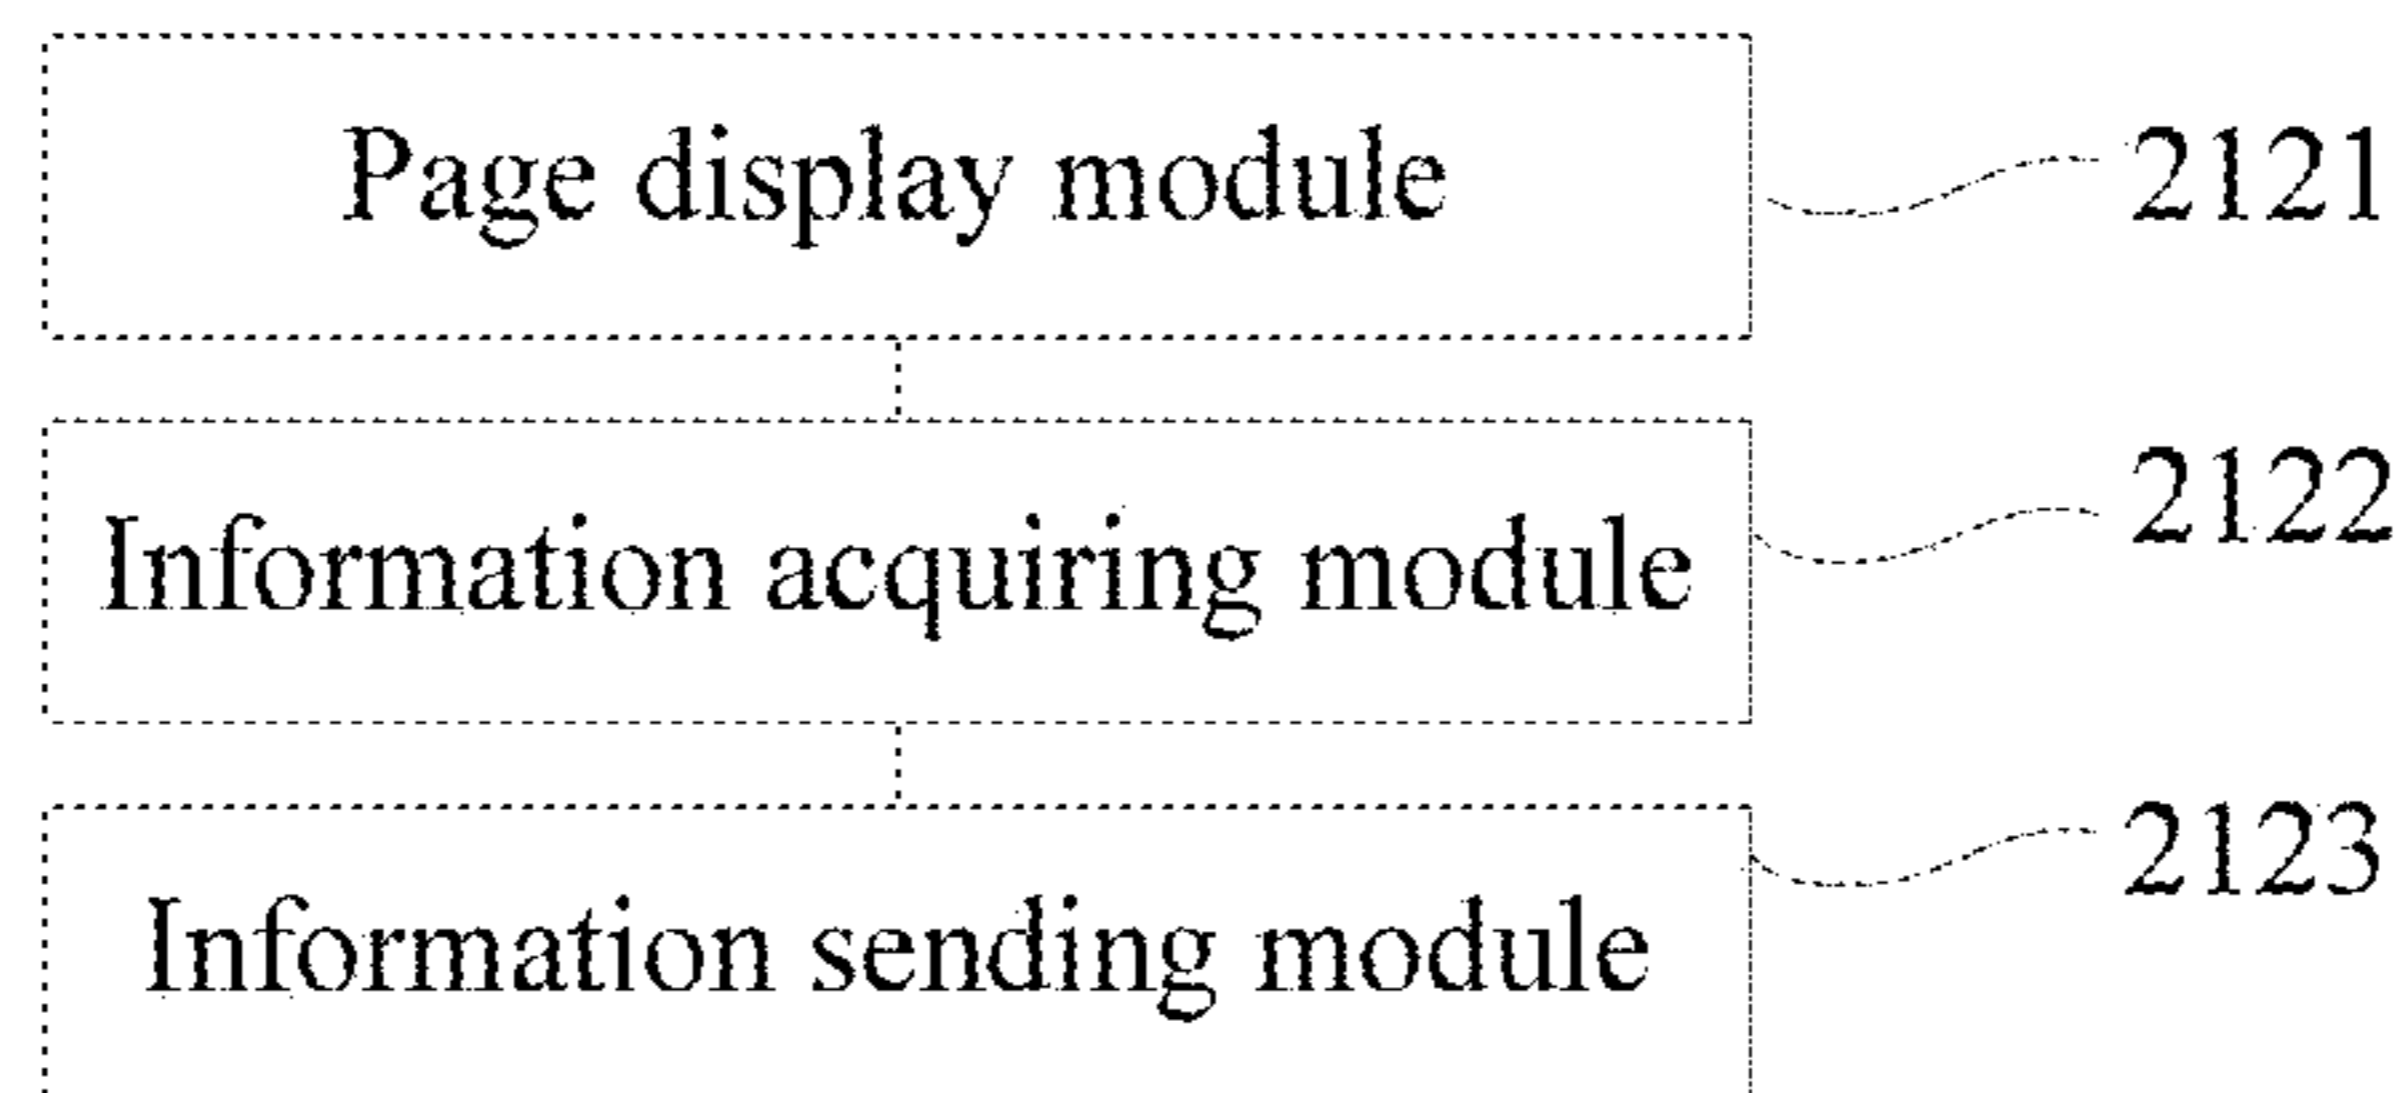 Page display module 2121
Information acquiring module 2122
Information sending module 2123